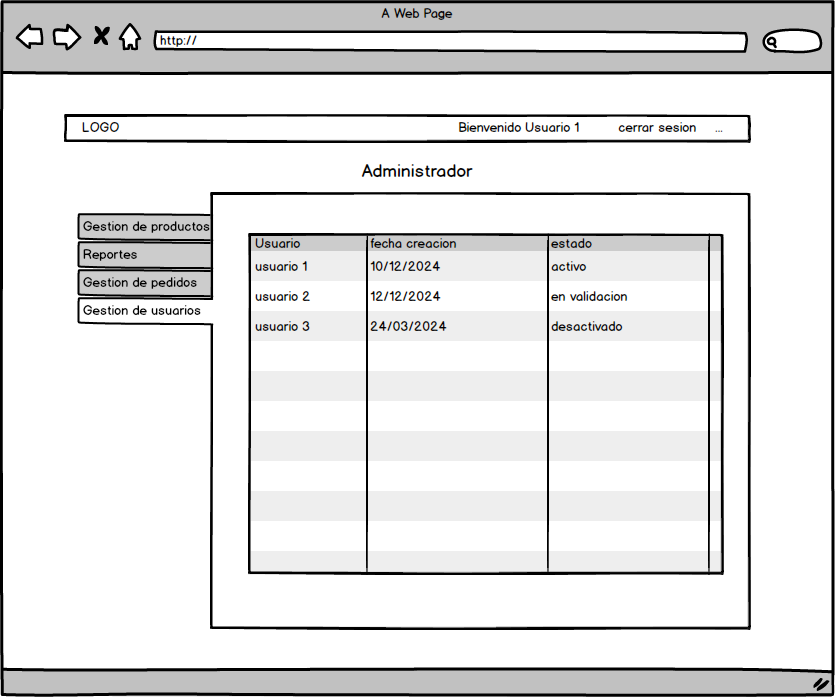 A Web Page
http://
LOGO Bienvenido Usuario 1 cerrar sesion ...
Administrador
Gestion de productos
Reportes
Gestion de pedidos
Gestion de usuarios
Usuario fecha creacion estado
usuario 1 10/12/2024 activo
usuario 2 12/12/2024 en validacion
usuario 3 24/03/2024 desactivado